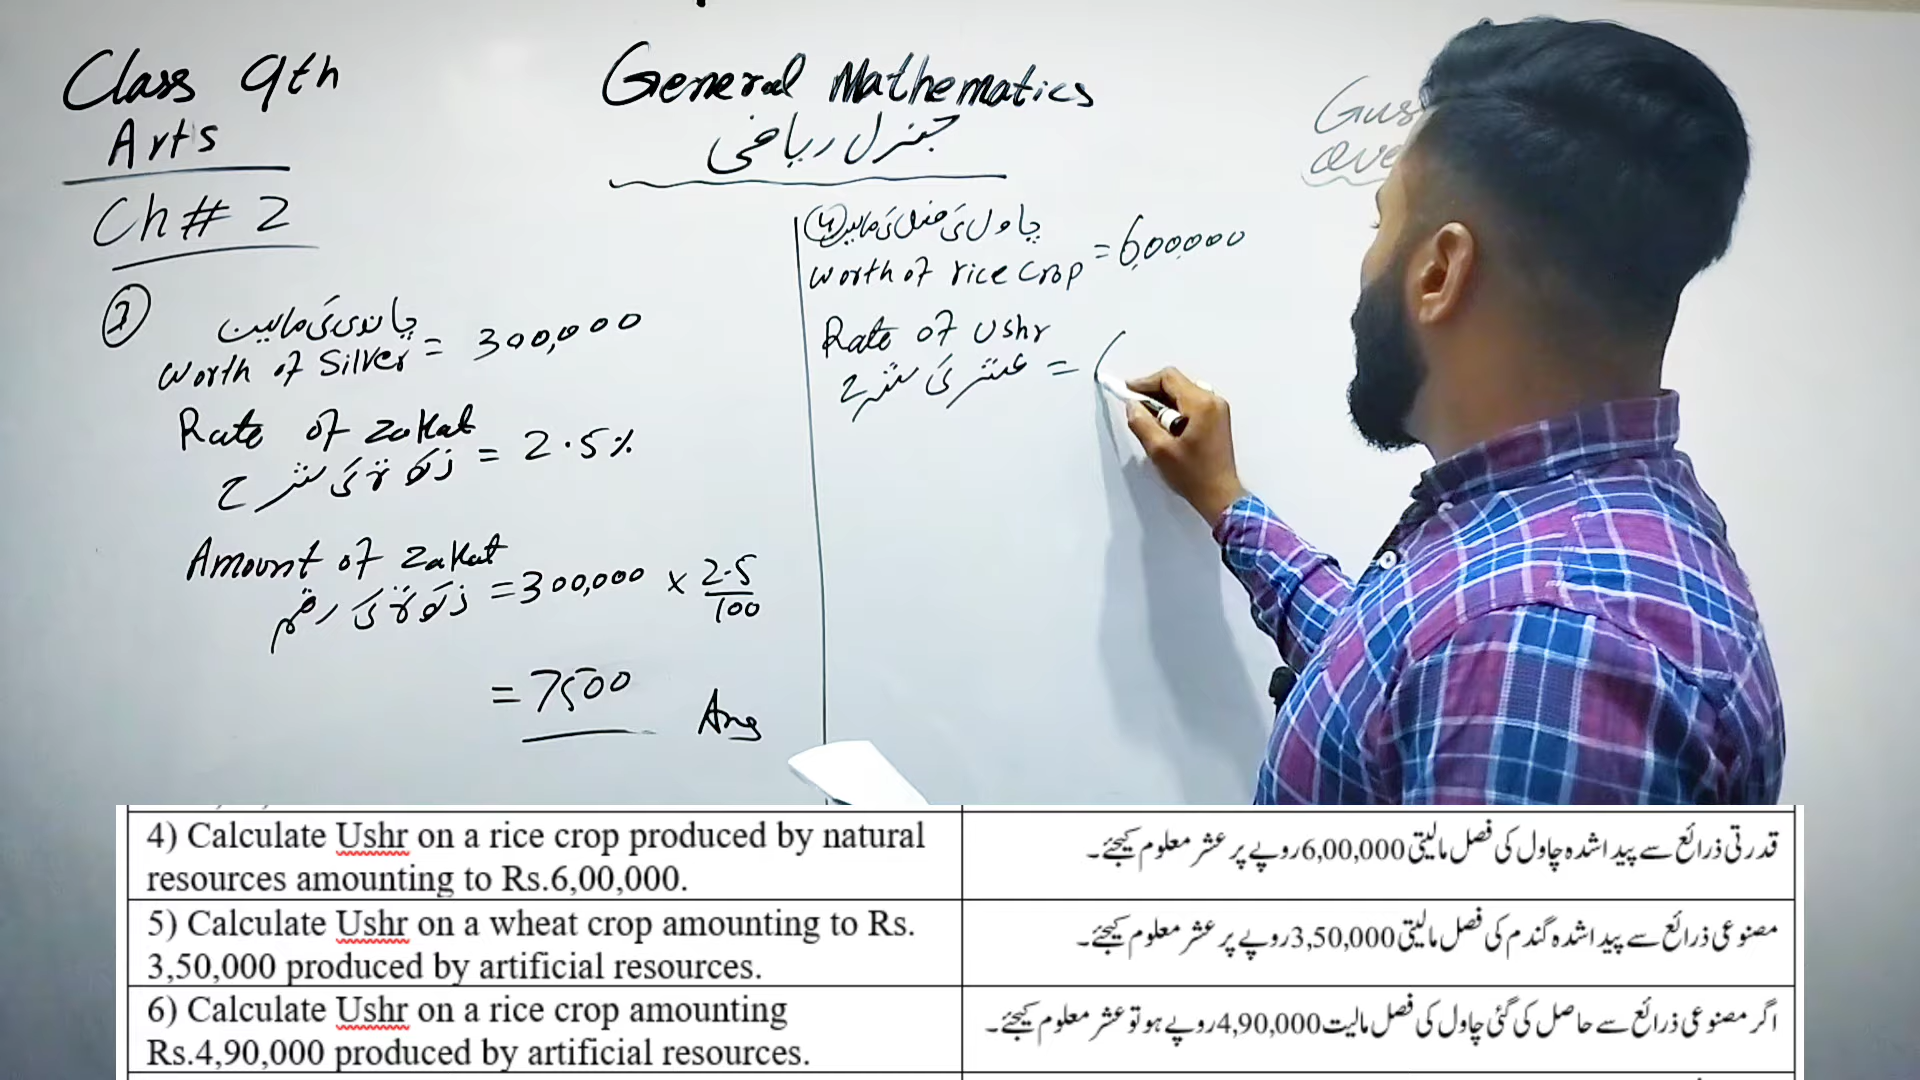 Class 9th
Arts
Ch # 2
General Mathematics
جنرل ریاضی
Gus
Ove
چاندی کی مالیت
Worth of Silver = 300,000
Rate of zakat
زکوٰۃ کی شرح = 2.5%
Amount of zakat
زکوٰۃ کی رقم = 300,000 × 2.5/100
= 7500 Ans
(4) چاول کی فصل کی مالیت
worth of rice crop = 6,00,000
Rate of Ushr
عشر کی شرح =
4) Calculate Ushr on a rice crop produced by natural
resources amounting to Rs.6,00,000.
قدرتی ذرائع سے پیداشدہ چاول کی فصل مالیتی 6,00,000 روپے پر عشر معلوم کیجئے۔
5) Calculate Ushr on a wheat crop amounting to Rs.
3,50,000 produced by artificial resources.
مصنوعی ذرائع سے پیداشدہ گندم کی فصل مالیتی 3,50,000 روپے پر عشر معلوم کیجئے۔
6) Calculate Ushr on a rice crop amounting
Rs.4,90,000 produced by artificial resources.
اگر مصنوعی ذرائع سے حاصل کی گئی چاول کی فصل مالیت 4,90,000 روپے ہو تو عشر معلوم کیجئے۔